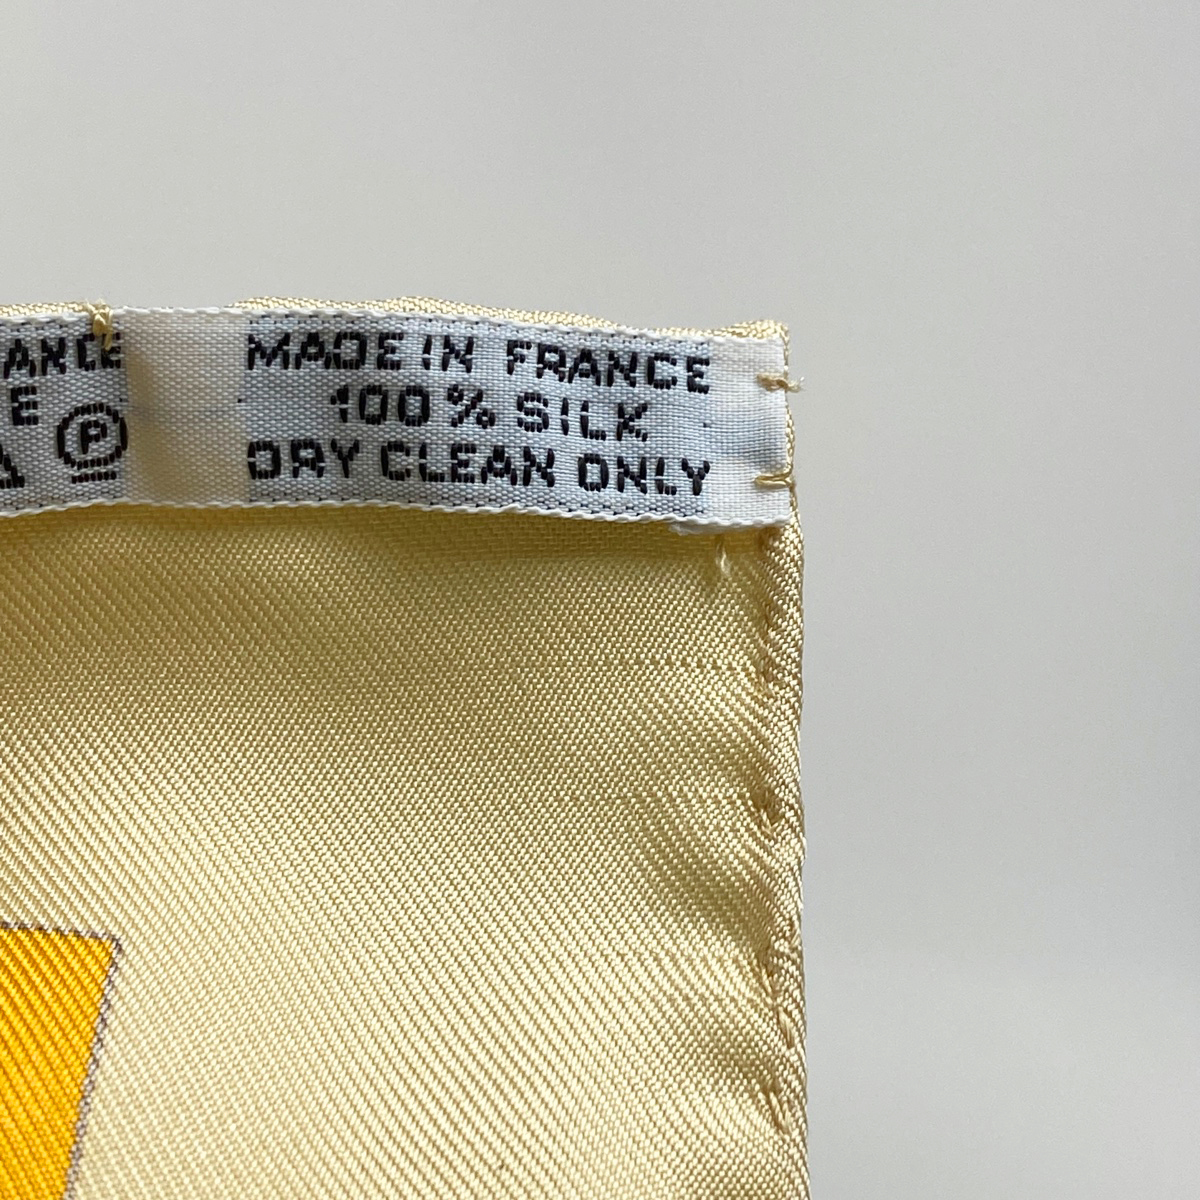 MADE IN FRANCE
100% SILK
DRY CLEAN ONLY
E
P